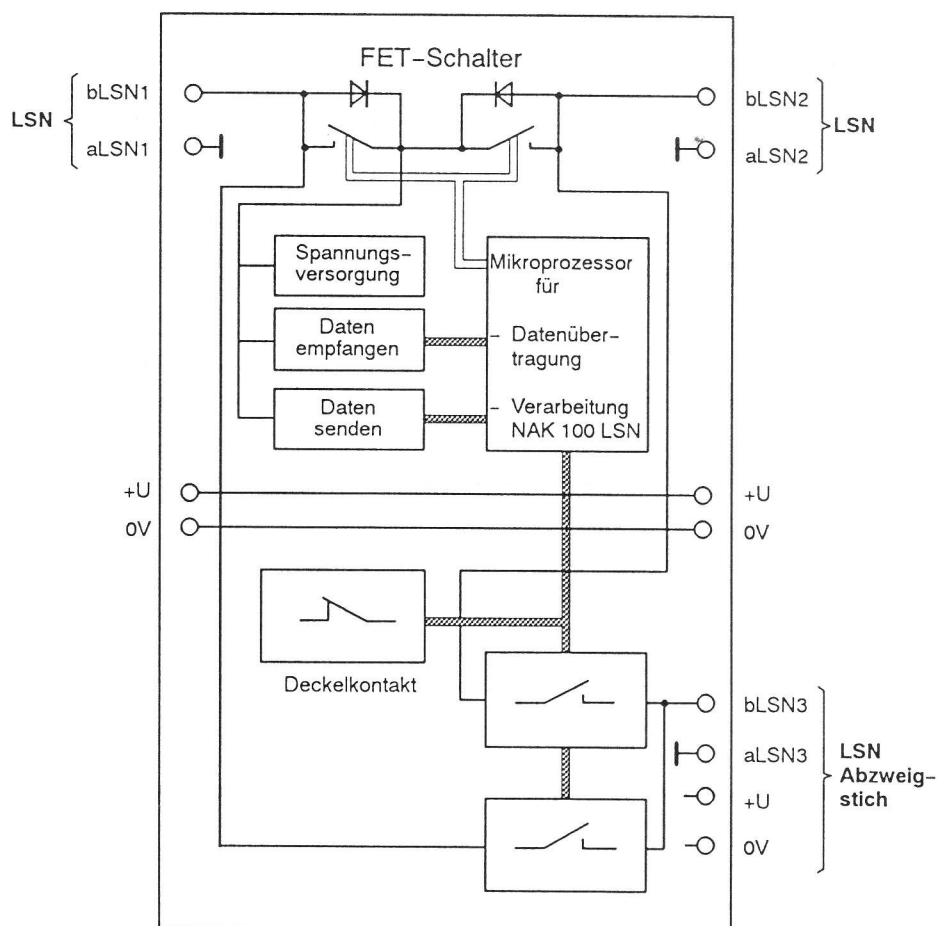 FET-Schalter
LSN
bLSN1
aLSN1
bLSN2
aLSN2
LSN
Spannungs-
versorgung
Daten
empfangen
Daten
senden
Mikroprozessor
für
- Datenüber-
tragung
- Verarbeitung
NAK 100 LSN
+U
0V
+U
0V
Deckelkontakt
bLSN3
aLSN3
+U
0V
LSN
Abzweig-
stich